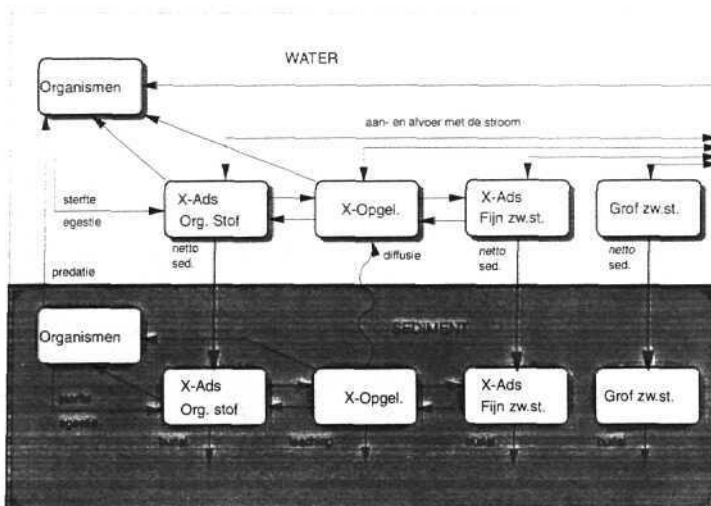 WATER
Organismen
aan- en afvoer met de stroom
sterfte
egestie
X-Ads
Org. Stof
X-Opgel.
X-Ads
Fijn zw.st.
Grof zw.st.
netto
sed.
diffusie
netto
sed.
netto
sed.
predatie
SEDIMENT
Organismen
X-Ads
Org. stof
X-Opgel.
X-Ads
Fijn zw.st.
Grof zw.st.
sterfte
egestie